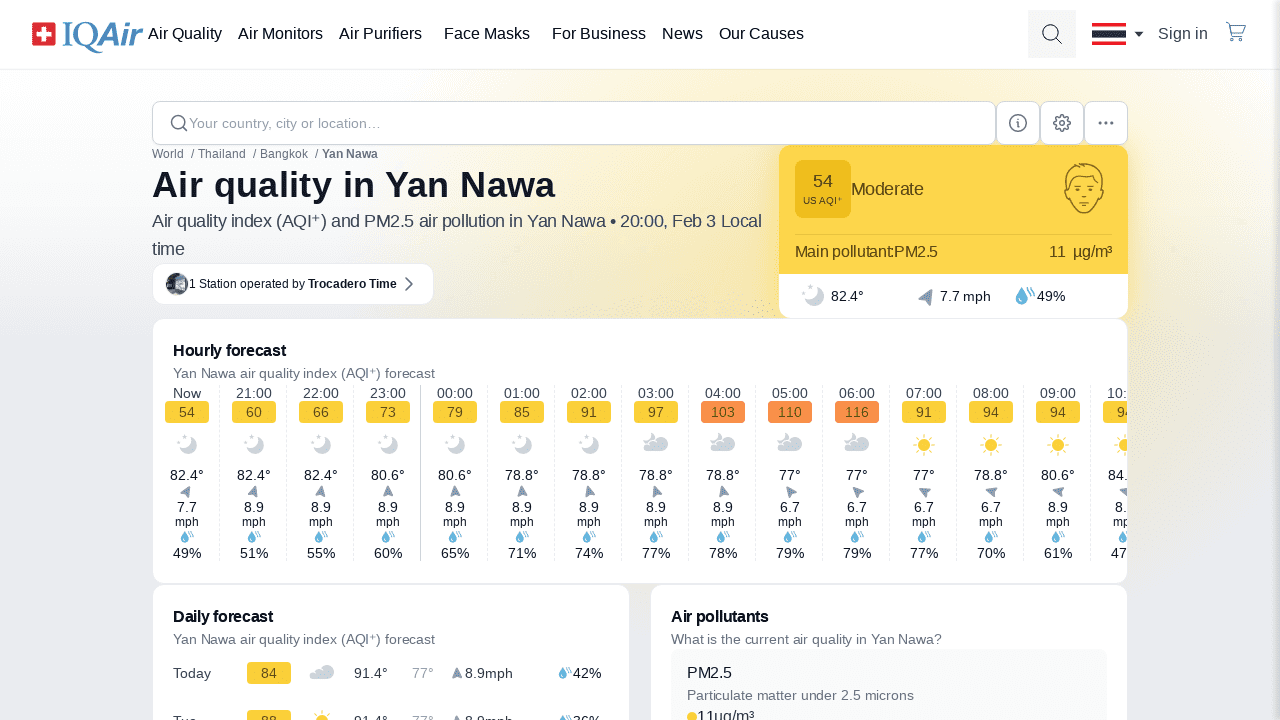 IQAir
Air Quality
Air Monitors
Air Purifiers
Face Masks
For Business
News
Our Causes
Sign in
Your country, city or location…
World / Thailand / Bangkok / Yan Nawa
Air quality in Yan Nawa
Air quality index (AQI⁺) and PM2.5 air pollution in Yan Nawa • 20:00, Feb 3 Local
time
1 Station operated by Trocadero Time
54
US AQI⁺
Moderate
Main pollutant:PM2.5 11 µg/m³
82.4° 7.7 mph 49%
Hourly forecast
Yan Nawa air quality index (AQI⁺) forecast
Now 21:00 22:00 23:00 00:00 01:00 02:00 03:00 04:00 05:00 06:00 07:00 08:00 09:00
54 60 66 73 79 85 91 97 103 110 116 91 94 94
82.4° 82.4° 82.4° 80.6° 80.6° 78.8° 78.8° 78.8° 78.8° 77° 77° 77° 78.8° 80.6°
7.7 8.9 8.9 8.9 8.9 8.9 8.9 8.9 8.9 6.7 6.7 6.7 6.7 8.9
mph mph mph mph mph mph mph mph mph mph mph mph mph mph
49% 51% 55% 60% 65% 71% 74% 77% 78% 79% 79% 77% 70% 61%
Daily forecast
Yan Nawa air quality index (AQI⁺) forecast
Today 84 91.4° 77° 8.9mph 42%
Tue 88 91.4° 77° 8.9mph 36%
Air pollutants
What is the current air quality in Yan Nawa?
PM2.5
Particulate matter under 2.5 microns
11µg/m³